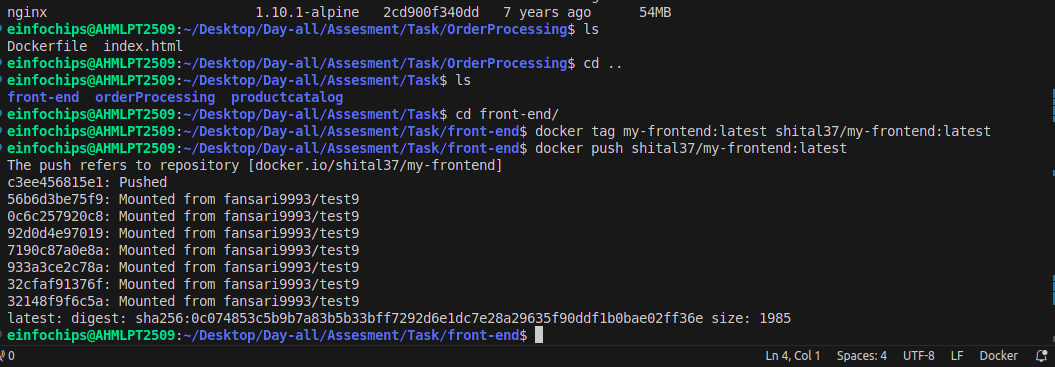 nginx 1.10.1-alpine 2cd900f340dd 7 years ago 54MB
einfochips@AHMLPT2509:~/Desktop/Day-all/Assesment/Task/OrderProcessing$ ls
Dockerfile index.html
einfochips@AHMLPT2509:~/Desktop/Day-all/Assesment/Task/OrderProcessing$ cd ..
einfochips@AHMLPT2509:~/Desktop/Day-all/Assesment/Task$ ls
front-end orderProcessing productcatalog
einfochips@AHMLPT2509:~/Desktop/Day-all/Assesment/Task$ cd front-end/
einfochips@AHMLPT2509:~/Desktop/Day-all/Assesment/Task/front-end$ docker tag my-frontend:latest shital37/my-frontend:latest
einfochips@AHMLPT2509:~/Desktop/Day-all/Assesment/Task/front-end$ docker push shital37/my-frontend:latest
The push refers to repository [docker.io/shital37/my-frontend]
c3ee456815e1: Pushed
56b6d3be75f9: Mounted from fansari9993/test9
0c6c257920c8: Mounted from fansari9993/test9
92d0d4e97019: Mounted from fansari9993/test9
7190c87a0e8a: Mounted from fansari9993/test9
933a3ce2c78a: Mounted from fansari9993/test9
32cfaf91376f: Mounted from fansari9993/test9
32148f9f6c5a: Mounted from fansari9993/test9
latest: digest: sha256:0c074853c5b9b7a83b5b33bff7292d6e1dc7e28a29635f90ddf1b0bae02ff36e size: 1985
einfochips@AHMLPT2509:~/Desktop/Day-all/Assesment/Task/front-end$
0 Ln 4, Col 1 Spaces: 4 UTF-8 LF Docker